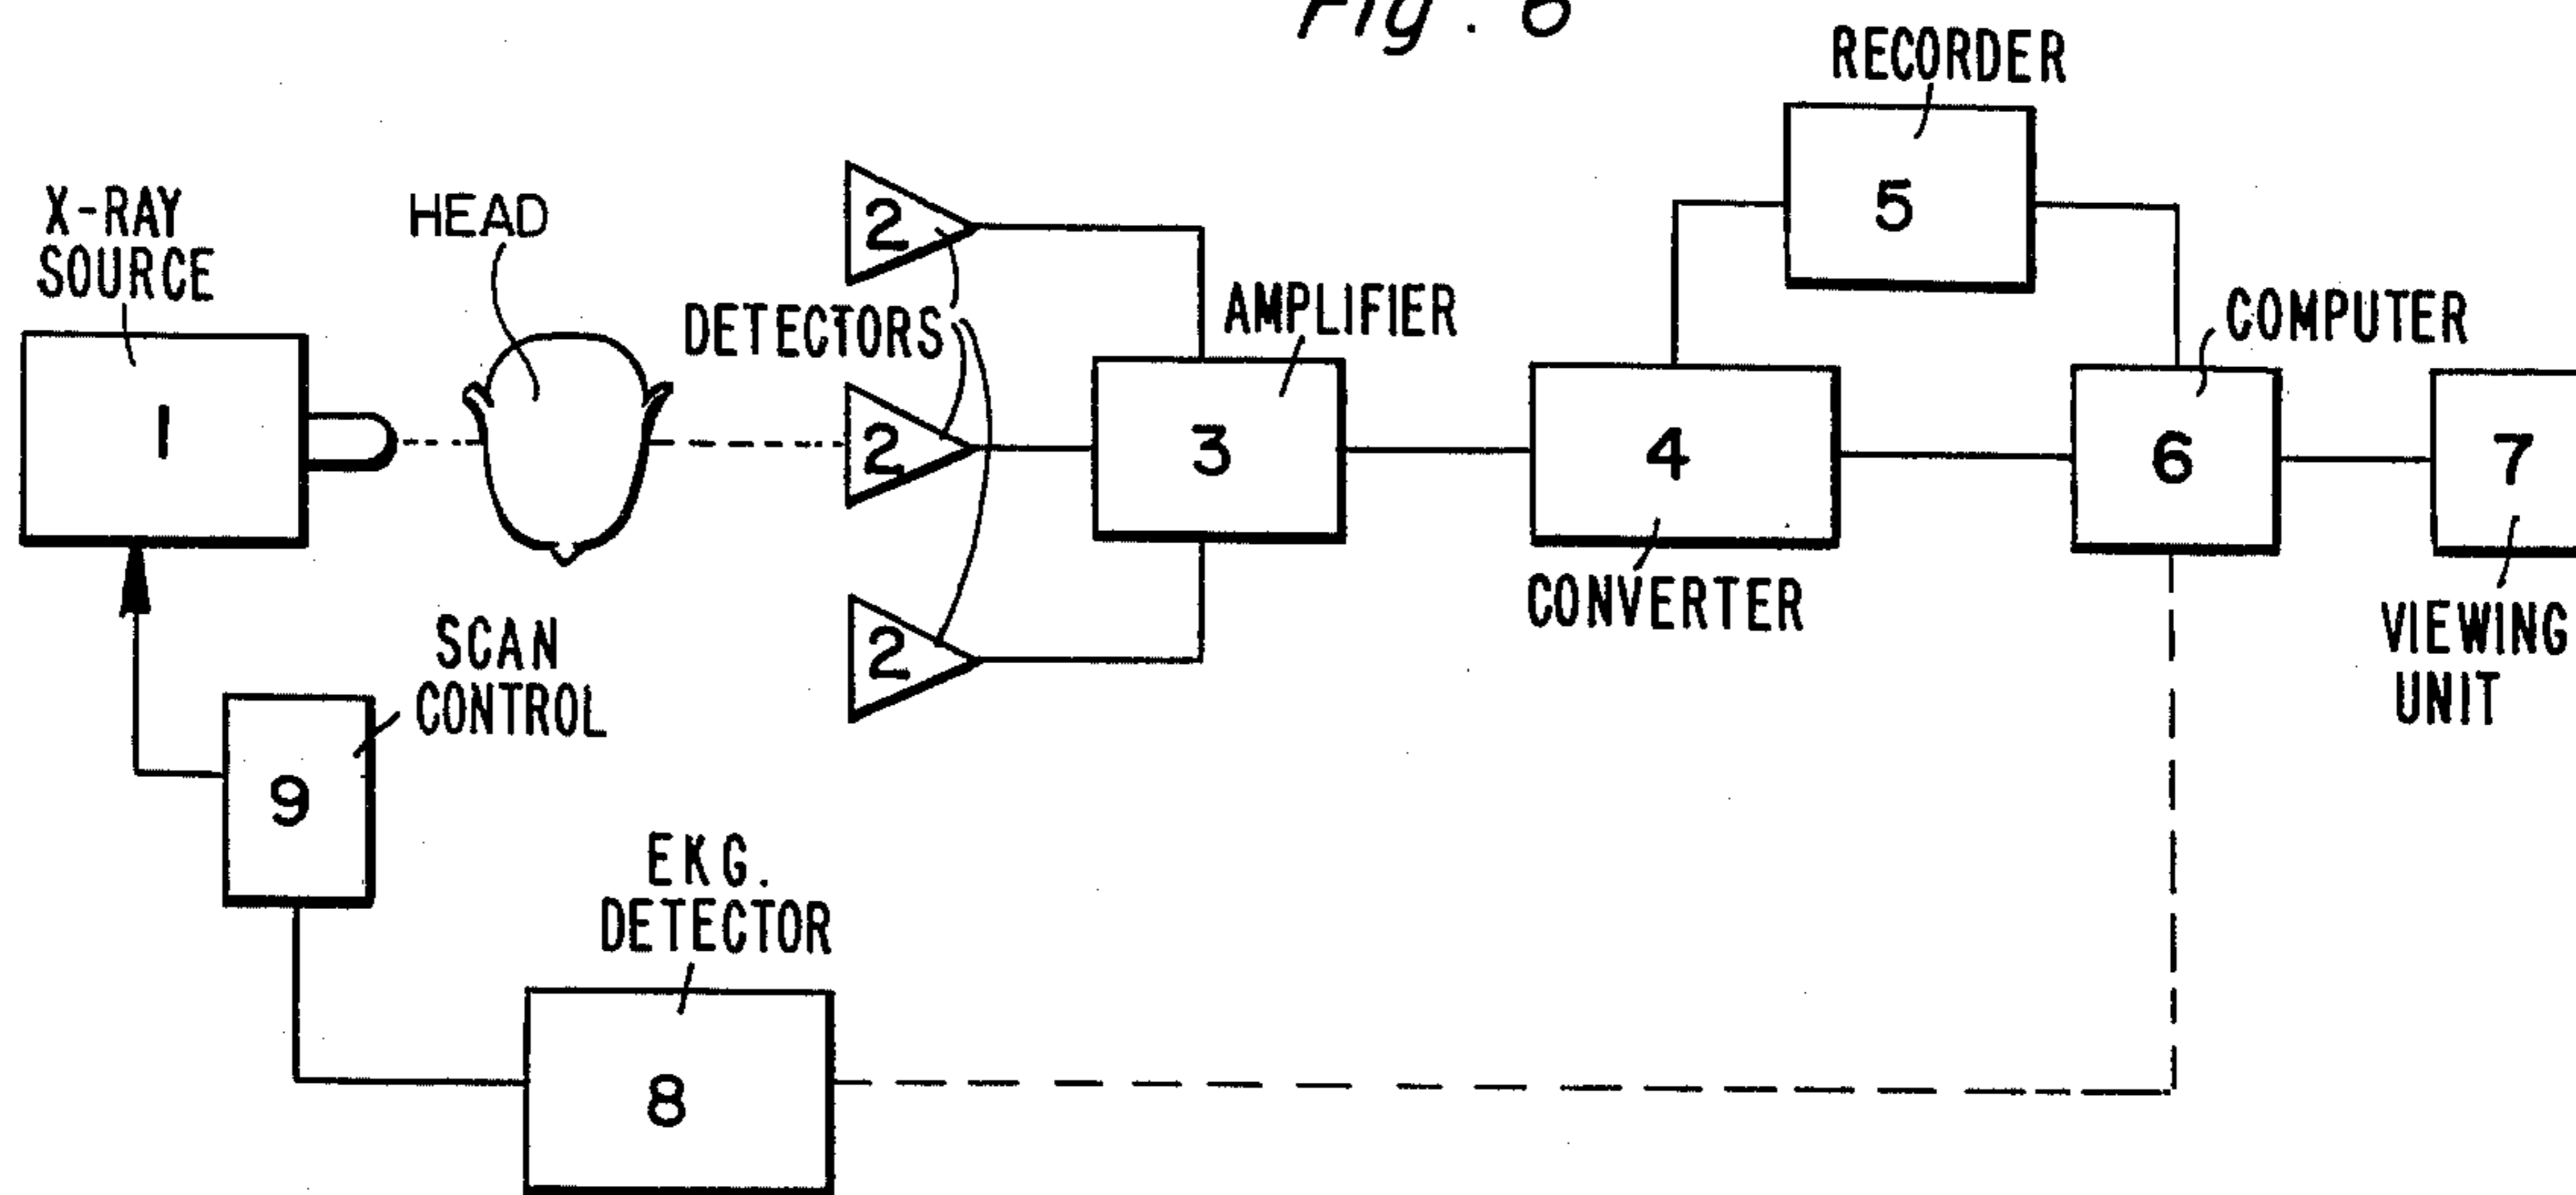 Fig. 6
RECORDER
5
X-RAY
SOURCE
HEAD
2
DETECTORS
AMPLIFIER
COMPUTER
1
2
3
4
6
7
CONVERTER
VIEWING
UNIT
2
SCAN
CONTROL
9
EKG.
DETECTOR
8